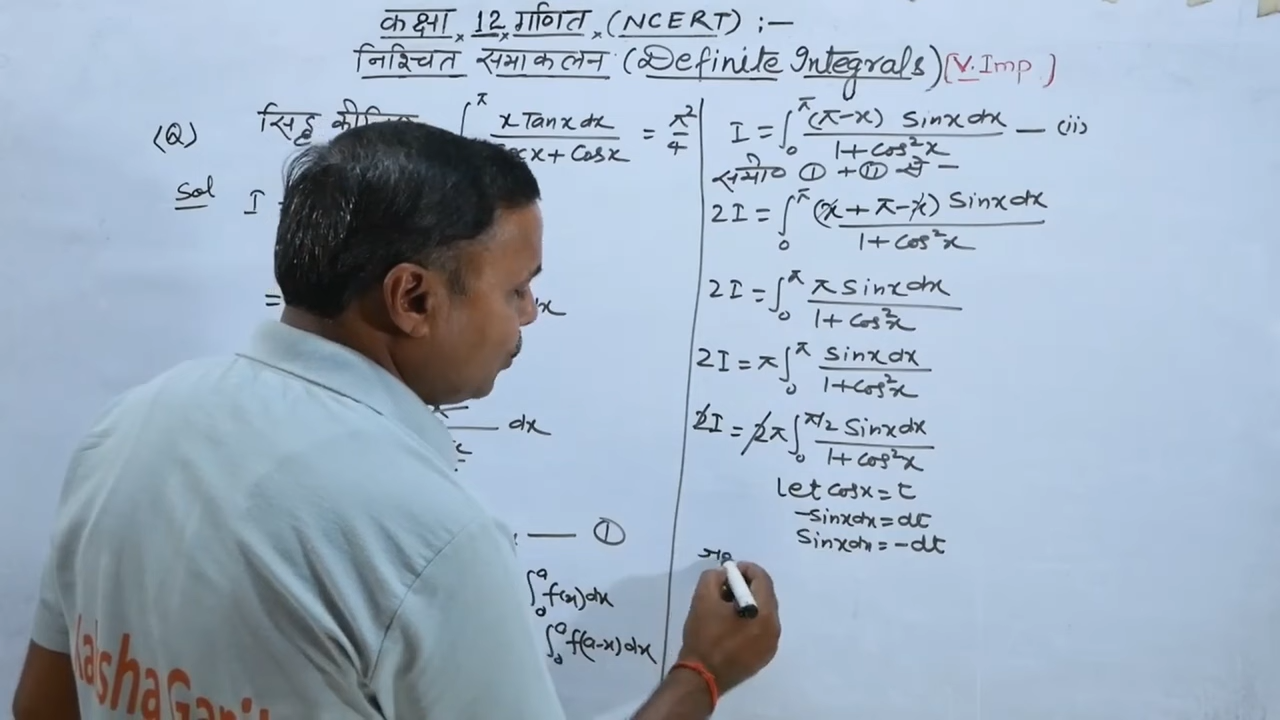 कक्षा × 12 × गणित × (NCERT) :—
निश्चित समाकलन (Definite Integrals) [V. Imp.)
(Q) सिद्ध कीजिए ∫₀^π x Tanx dx / cx + Cosx = π²/4
Sol I
=
dx
— ①
∫₀^a f(x) dx
∫₀^a f(a-x) dx
I = ∫₀^π (π-x) Sinx dx / 1 + Cos²x — (ii)
समी० ① + ⑪ से —
2I = ∫₀^π (x + π - x) Sinx dx / 1 + Cos²x
2I = ∫₀^π π Sinx dx / 1 + Cos²x
2I = π ∫₀^π Sinx dx / 1 + Cos²x
2I = 2π ∫₀^π/2 Sinx dx / 1 + Cos²x
let Cosx = t
-Sinx dx = dt
Sinx dx = -dt
kshaGanit